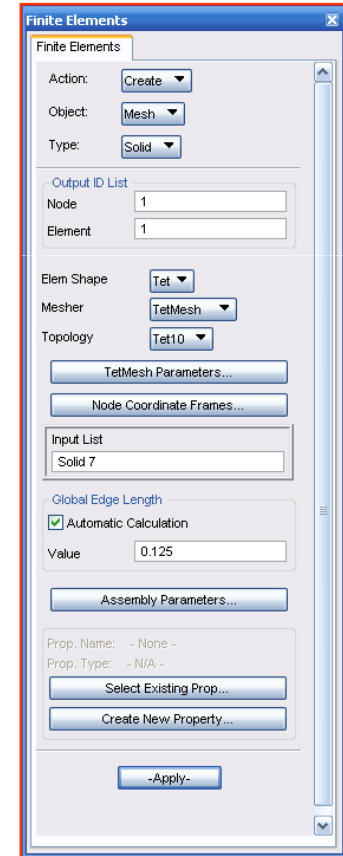 Finite Elements
Finite Elements
Action: Create
Object: Mesh
Type: Solid
Output ID List
Node 1
Element 1
Elem Shape Tet
Mesher TetMesh
Topology Tet10
TetMesh Parameters...
Node Coordinate Frames...
Input List
Solid 7
Global Edge Length
Automatic Calculation
Value 0.125
Assembly Parameters...
Prop. Name: - None -
Prop. Type: - N/A -
Select Existing Prop...
Create New Property...
-Apply-